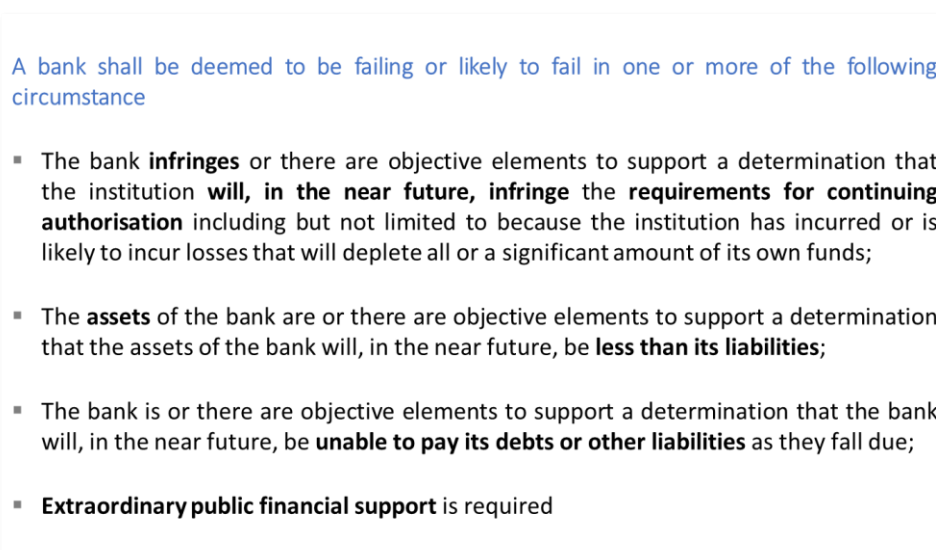 A bank shall be deemed to be failing or likely to fail in one or more of the following
circumstance
▪ The bank infringes or there are objective elements to support a determination that
the institution will, in the near future, infringe the requirements for continuing
authorisation including but not limited to because the institution has incurred or is
likely to incur losses that will deplete all or a significant amount of its own funds;
▪ The assets of the bank are or there are objective elements to support a determination
that the assets of the bank will, in the near future, be less than its liabilities;
▪ The bank is or there are objective elements to support a determination that the bank
will, in the near future, be unable to pay its debts or other liabilities as they fall due;
▪ Extraordinary public financial support is required